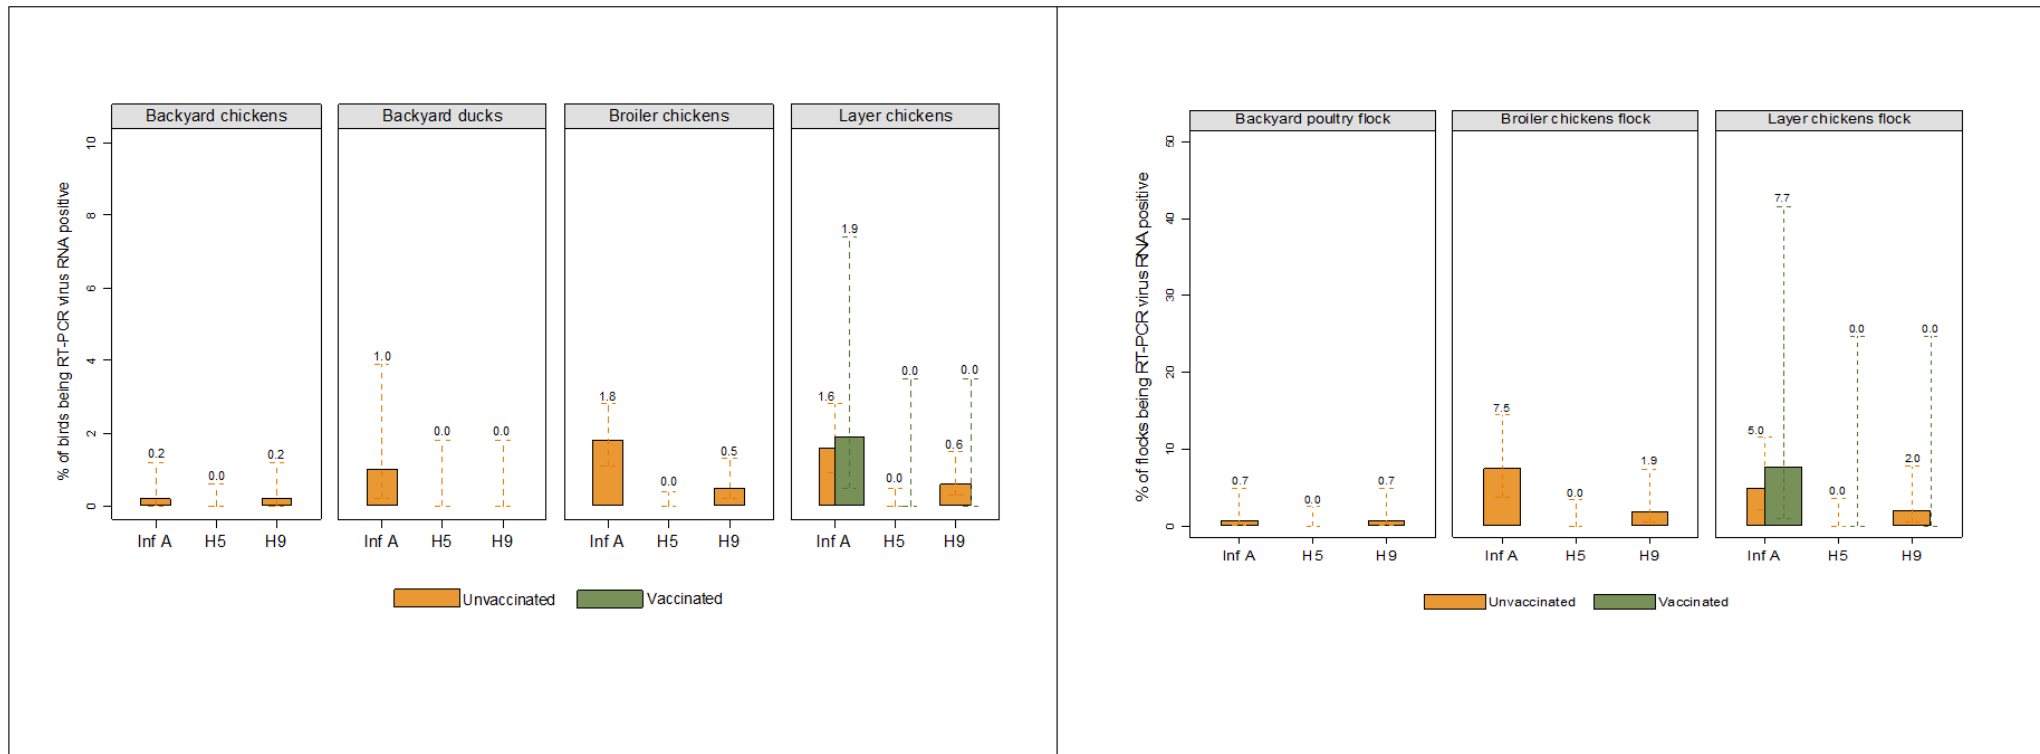 Backyard chickens
Backyard ducks
Broiler chickens
Layer chickens
% of birds being RT-PCR virus RNA positive
10
8
6
4
2
0
0.2
0.0
0.2
1.0
0.0
0.0
1.8
0.0
0.5
1.6
1.9
0.0
0.0
0.6
0.0
Inf A H5 H9
Inf A H5 H9
Inf A H5 H9
Inf A H5 H9
Unvaccinated
Vaccinated
Backyard poultry flock
Broiler chickens flock
Layer chickens flock
% of flocks being RT-PCR virus RNA positive
50
40
30
20
10
0
0.7
0.0
0.7
7.5
0.0
1.9
5.0
7.7
0.0
0.0
2.0
0.0
Inf A H5 H9
Inf A H5 H9
Inf A H5 H9
Unvaccinated
Vaccinated